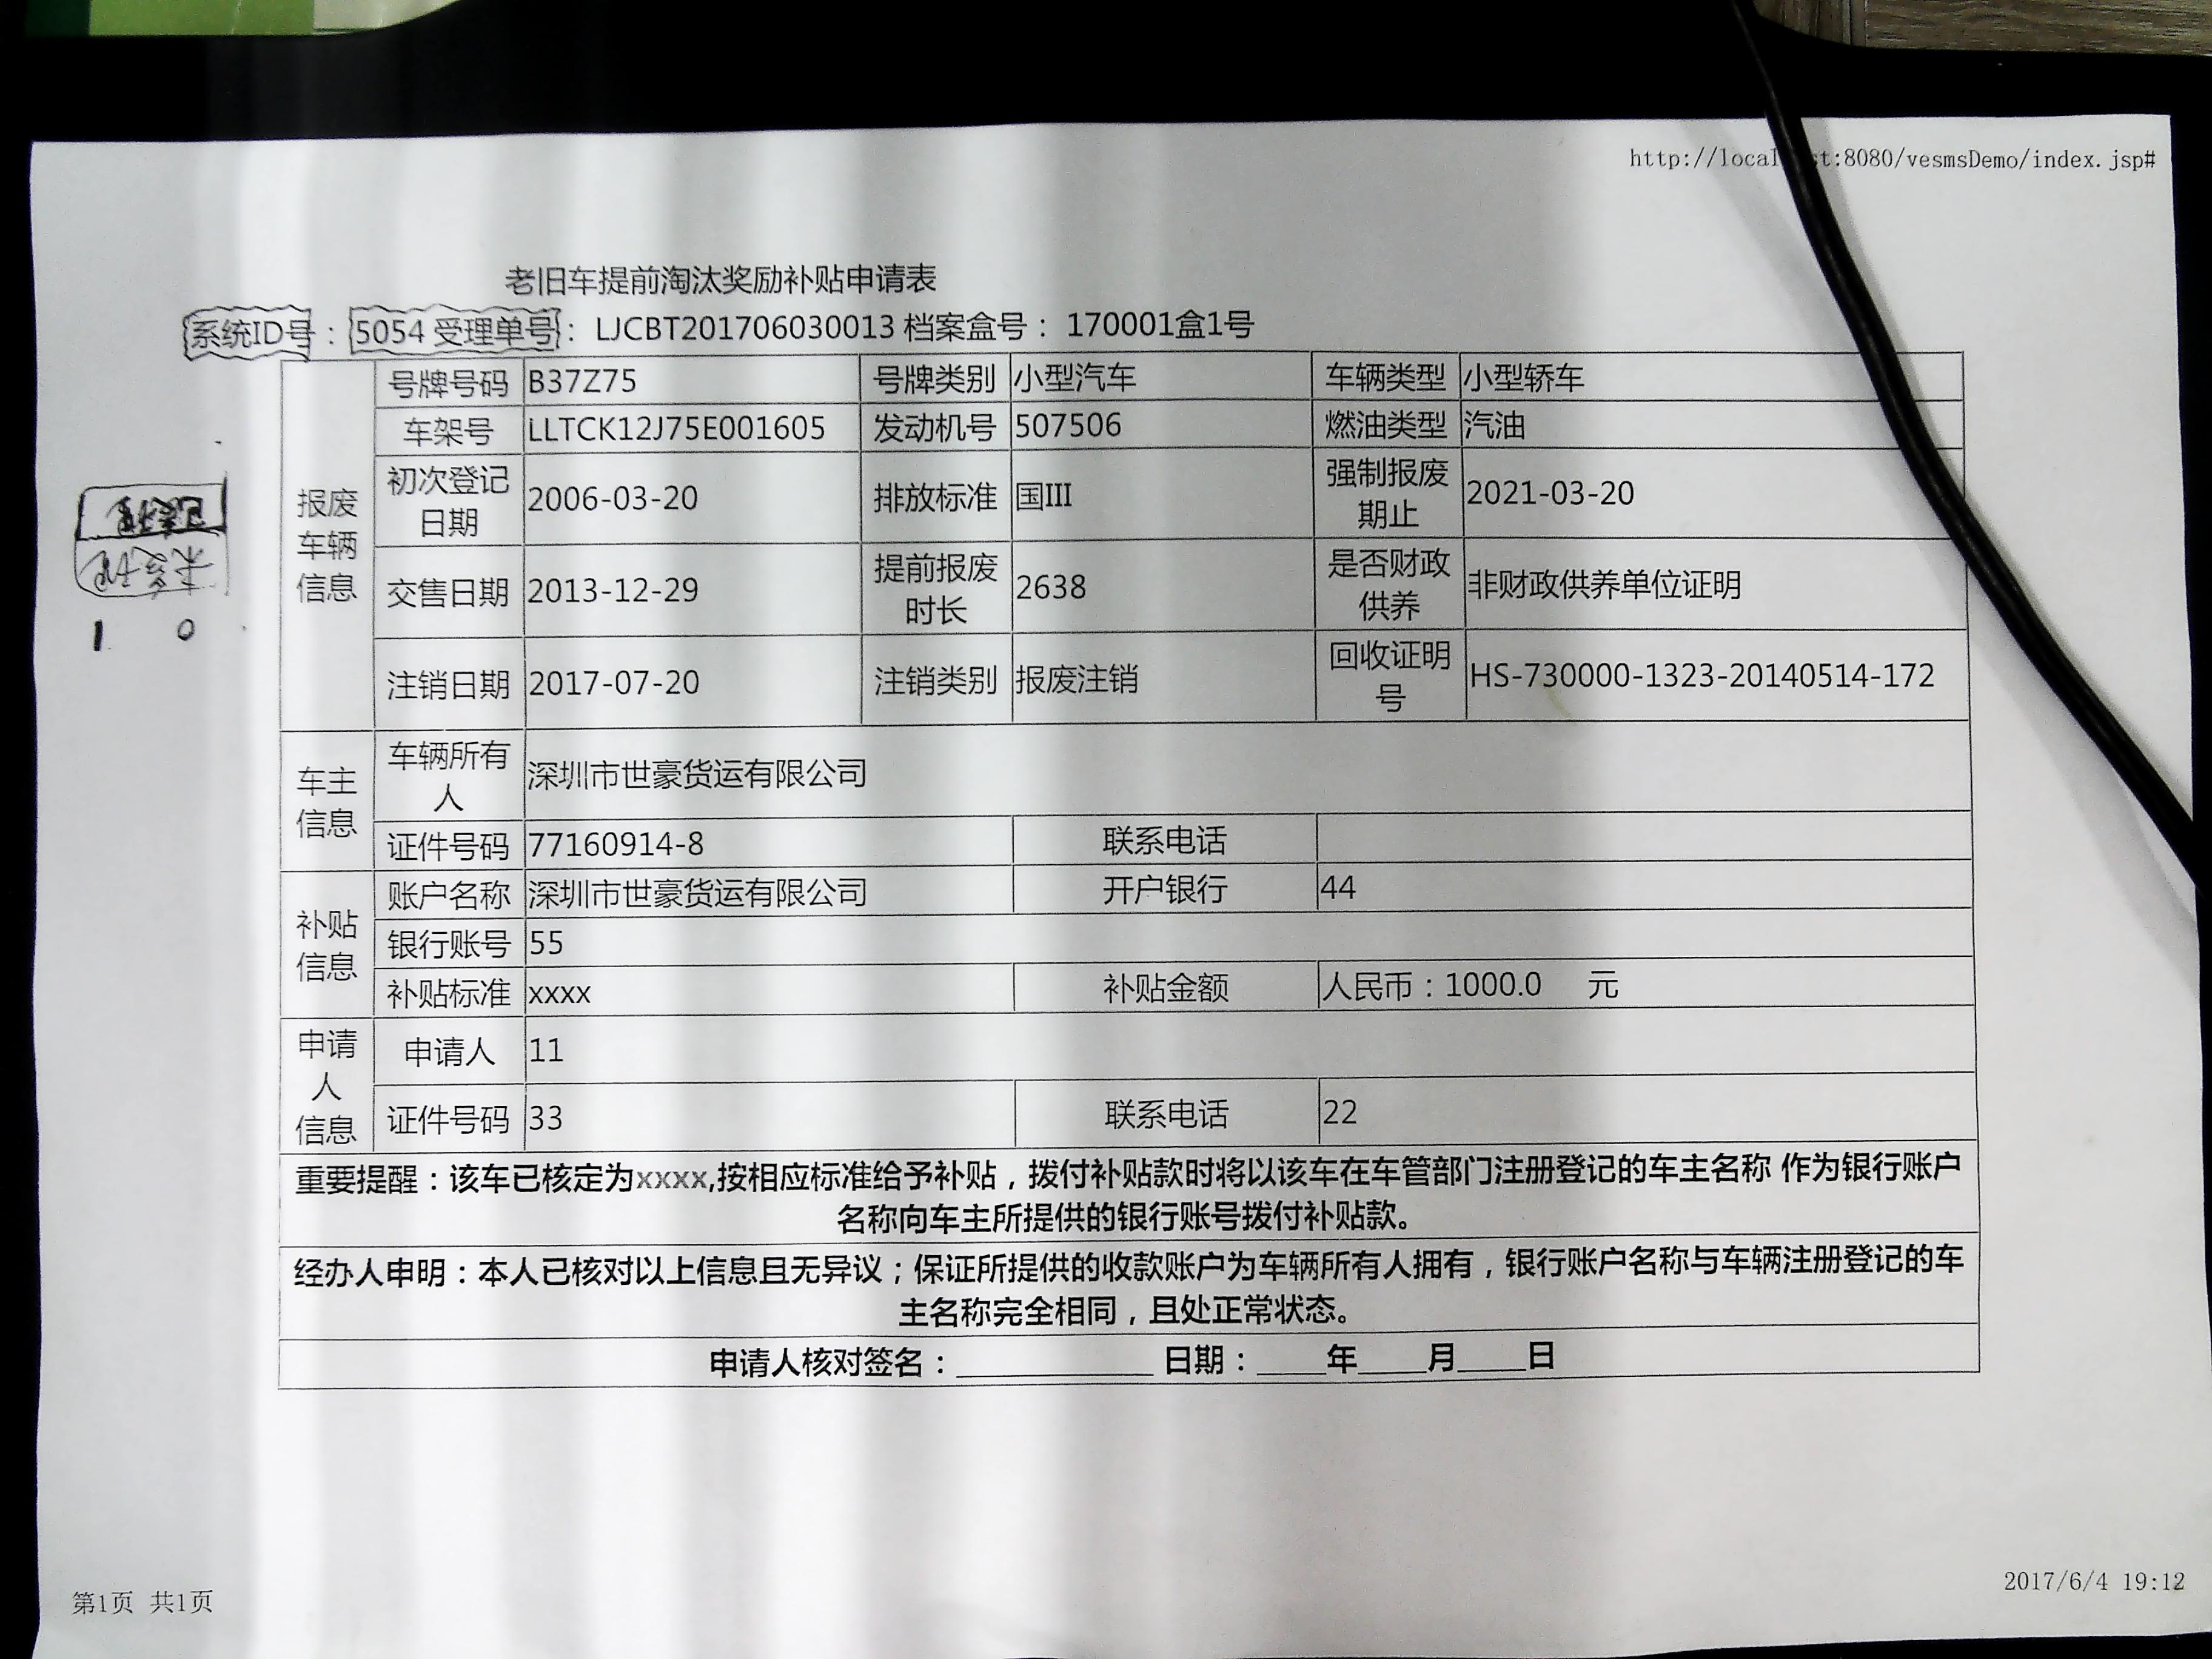 老旧车提前淘汰奖励补贴申请表
系统ID号：5054 受理单号：LJCBT201706030013 档案盒号：170001盒1号
报废车辆信息
号牌号码 B37Z75 号牌类别 小型汽车 车辆类型 小型轿车
车架号 LLTCK12J75E001605 发动机号 507506 燃油类型 汽油
初次登记日期 2006-03-20 排放标准 国III 强制报废期止 2021-03-20
交售日期 2013-12-29 提前报废时长 2638 是否财政供养 非财政供养单位证明
注销日期 2017-07-20 注销类别 报废注销 回收证明号 HS-730000-1323-20140514-172
1 0
车主信息
车辆所有人 深圳市世豪货运有限公司
证件号码 77160914-8 联系电话
补贴信息
账户名称 深圳市世豪货运有限公司 开户银行 44
银行账号 55
补贴标准 xxxx 补贴金额 人民币：1000.0 元
申请人信息
申请人 11
证件号码 33 联系电话 22
重要提醒：该车已核定为xxxx,按相应标准给予补贴，拨付补贴款时将以该车在车管部门注册登记的车主名称 作为银行账户
名称向车主所提供的银行账号拨付补贴款。
经办人申明：本人已核对以上信息且无异议；保证所提供的收款账户为车辆所有人拥有，银行账户名称与车辆注册登记的车
主名称完全相同，且处正常状态。
申请人核对签名：____________ 日期：____年____月____日
第1页 共1页
2017/6/4 19:12